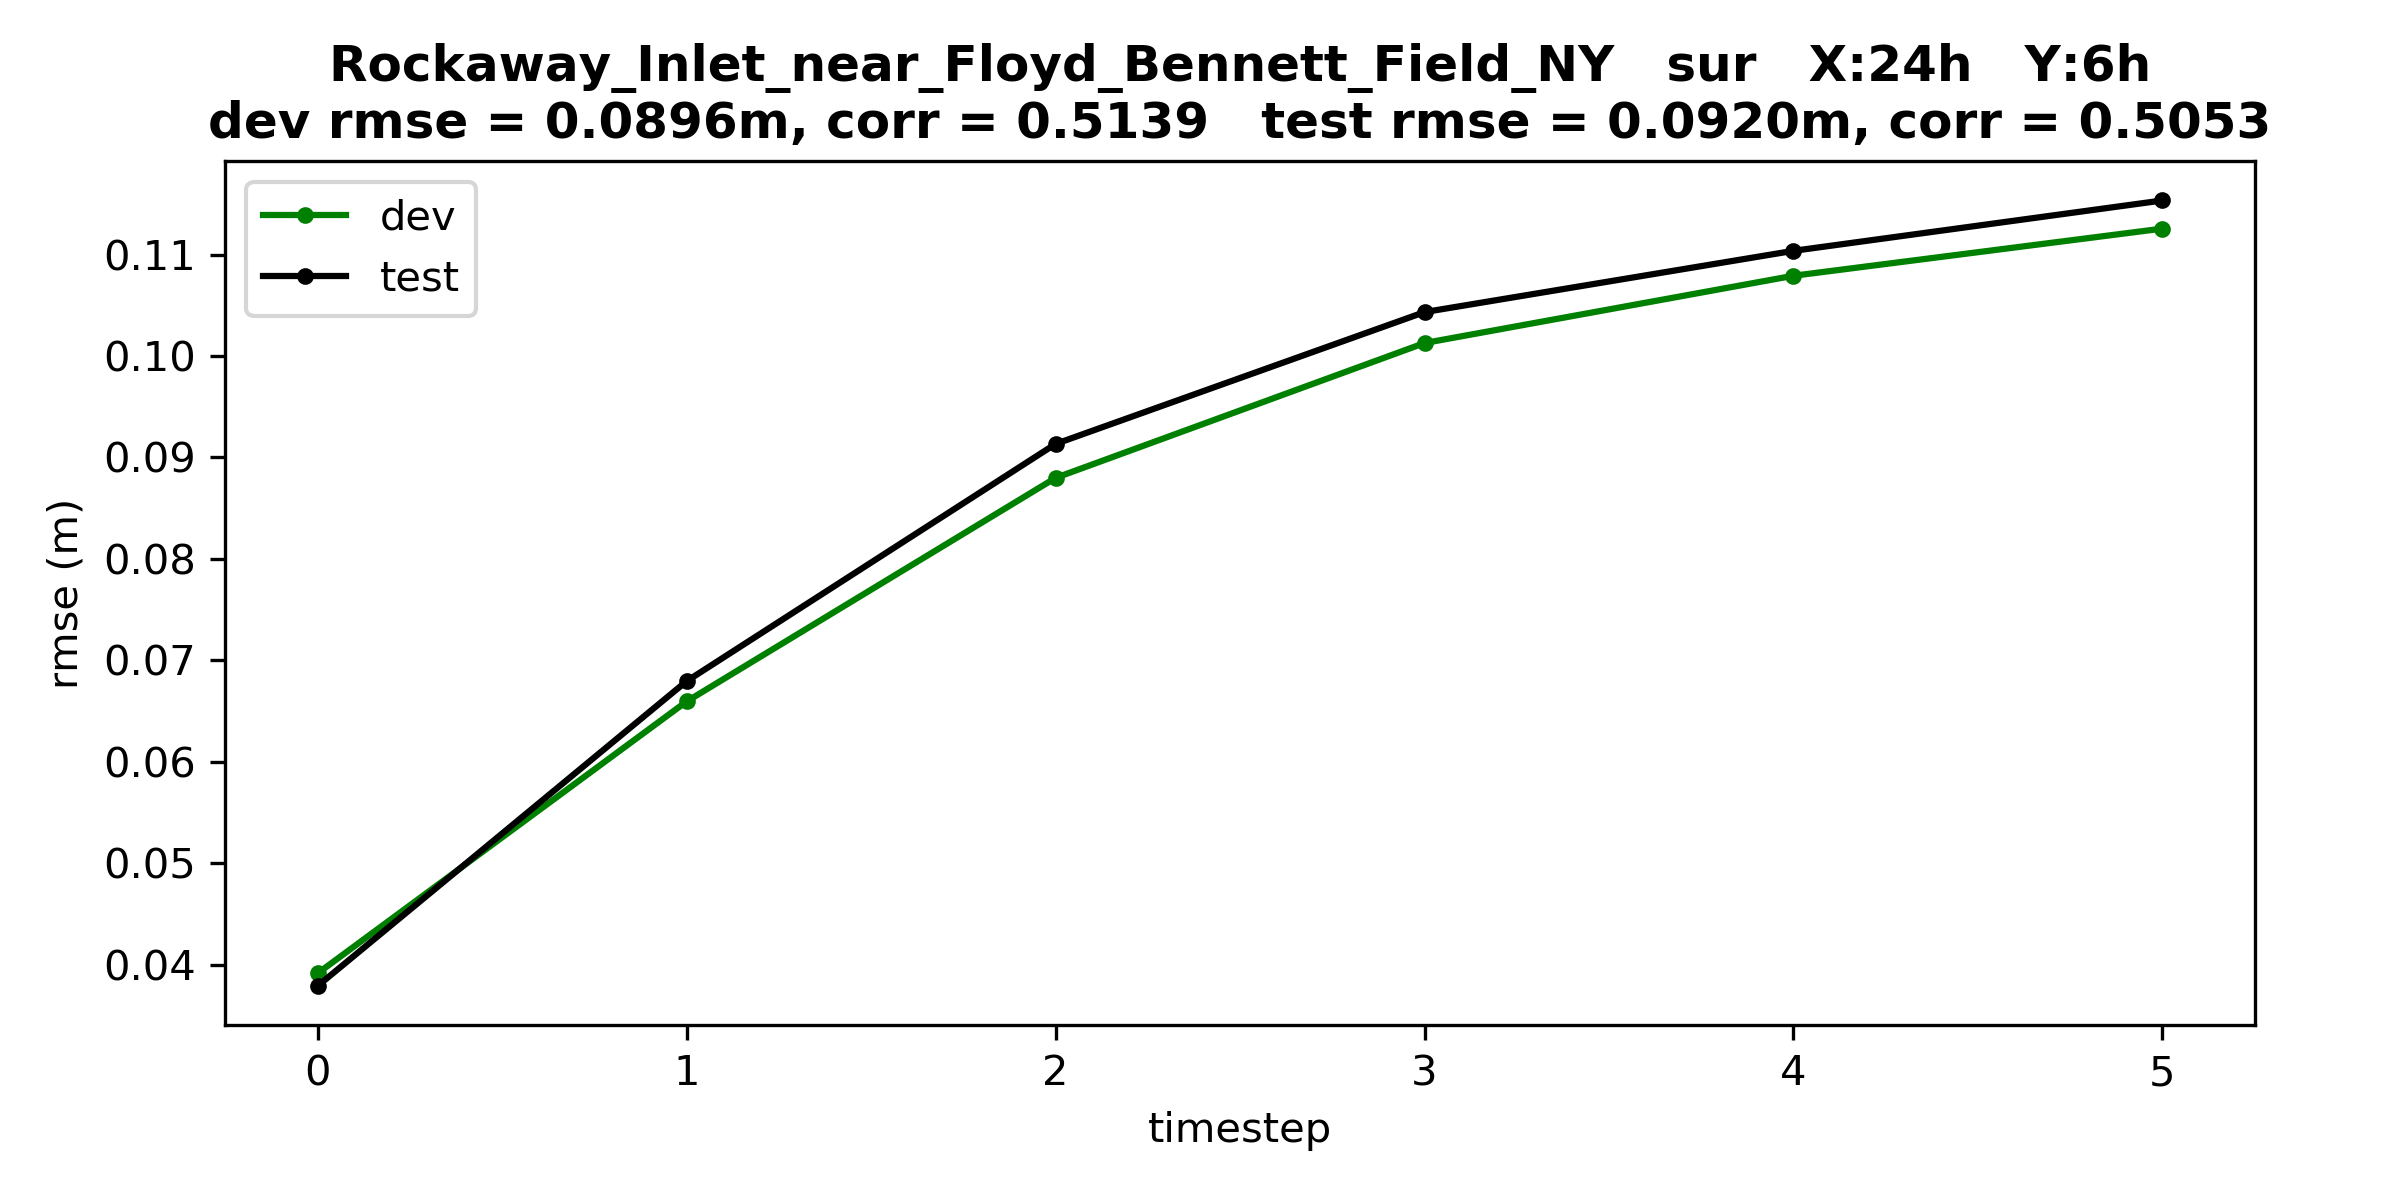 Rockaway_Inlet_near_Floyd_Bennett_Field_NY   sur   X:24h   Y:6h
dev rmse = 0.0896m, corr = 0.5139   test rmse = 0.0920m, corr = 0.5053
dev
test
0.11
0.10
0.09
0.08
0.07
0.06
0.05
0.04
rmse (m)
0 1 2 3 4 5
timestep